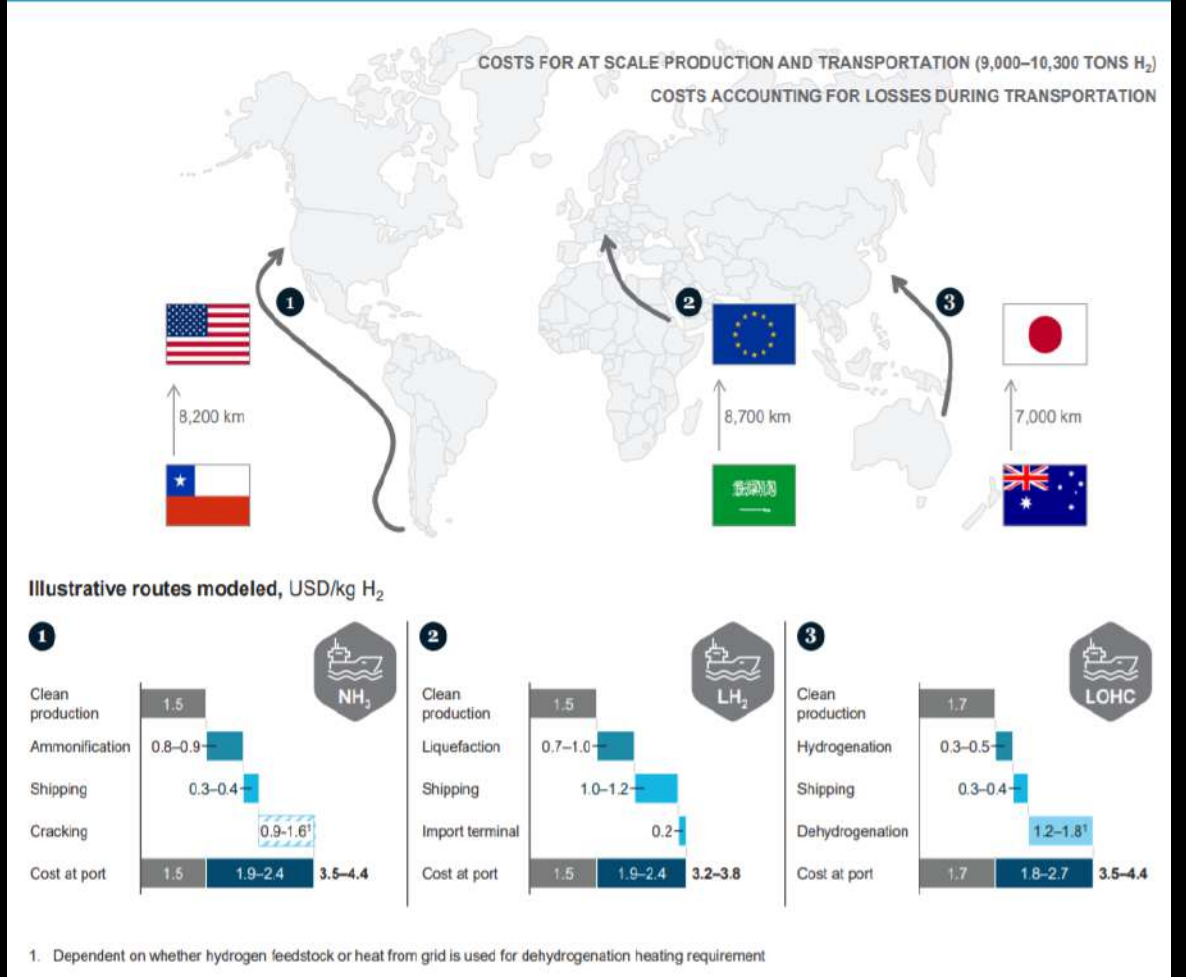 COSTS FOR AT SCALE PRODUCTION AND TRANSPORTATION (9,000–10,300 TONS H₂)
COSTS ACCOUNTING FOR LOSSES DURING TRANSPORTATION
1
2
3
8,200 km
8,700 km
7,000 km
Illustrative routes modeled, USD/kg H₂
1
NH₃
Clean
production
1.5
Ammonification
0.8–0.9
Shipping
0.3–0.4
Cracking
0.9-1.6¹
Cost at port
1.5
1.9–2.4
3.5–4.4
2
LH₂
Clean
production
1.5
Liquefaction
0.7–1.0
Shipping
1.0–1.2
Import terminal
0.2
Cost at port
1.5
1.9–2.4
3.2–3.8
3
LOHC
Clean
production
1.7
Hydrogenation
0.3–0.5
Shipping
0.3–0.4
Dehydrogenation
1.2–1.8¹
Cost at port
1.7
1.8–2.7
3.5–4.4
1. Dependent on whether hydrogen feedstock or heat from grid is used for dehydrogenation heating requirement